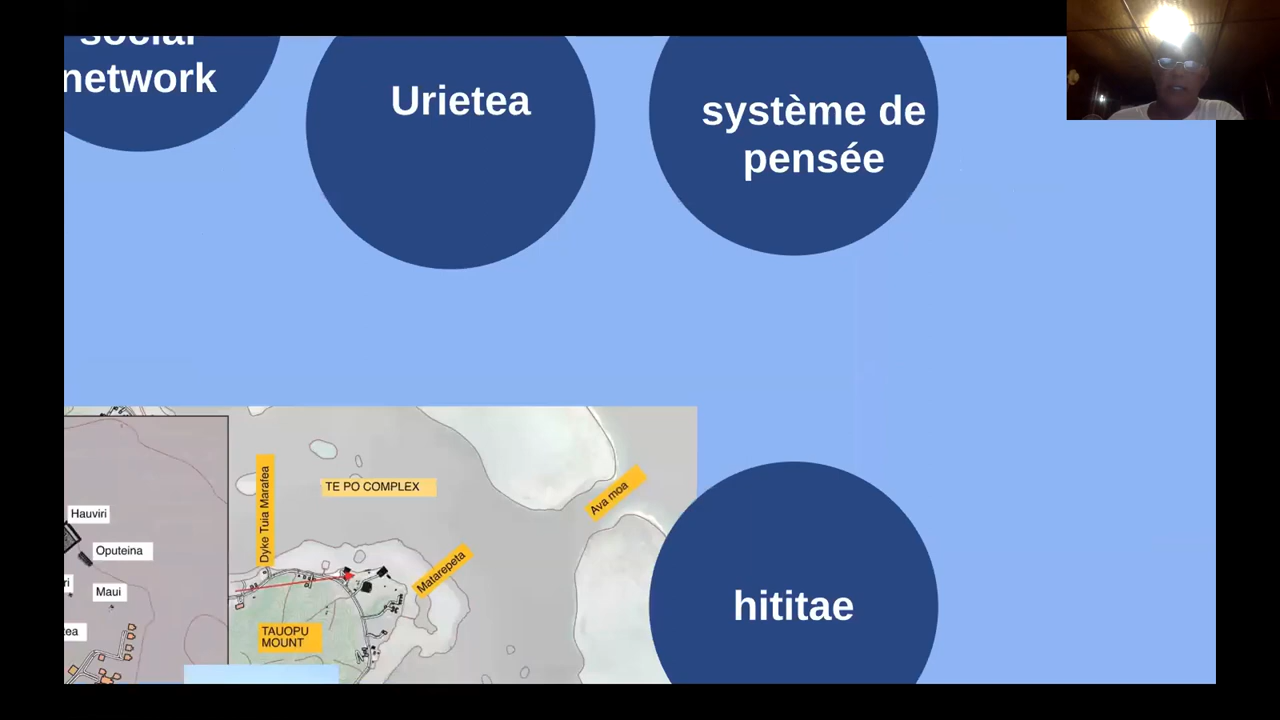 social
network
Urietea
système de
pensée
TE PO COMPLEX
Ava moa
Dyke Tuia Marafea
Hauviri
Oputeina
Matarepeta
Maui
TAUOPU
MOUNT
hititae